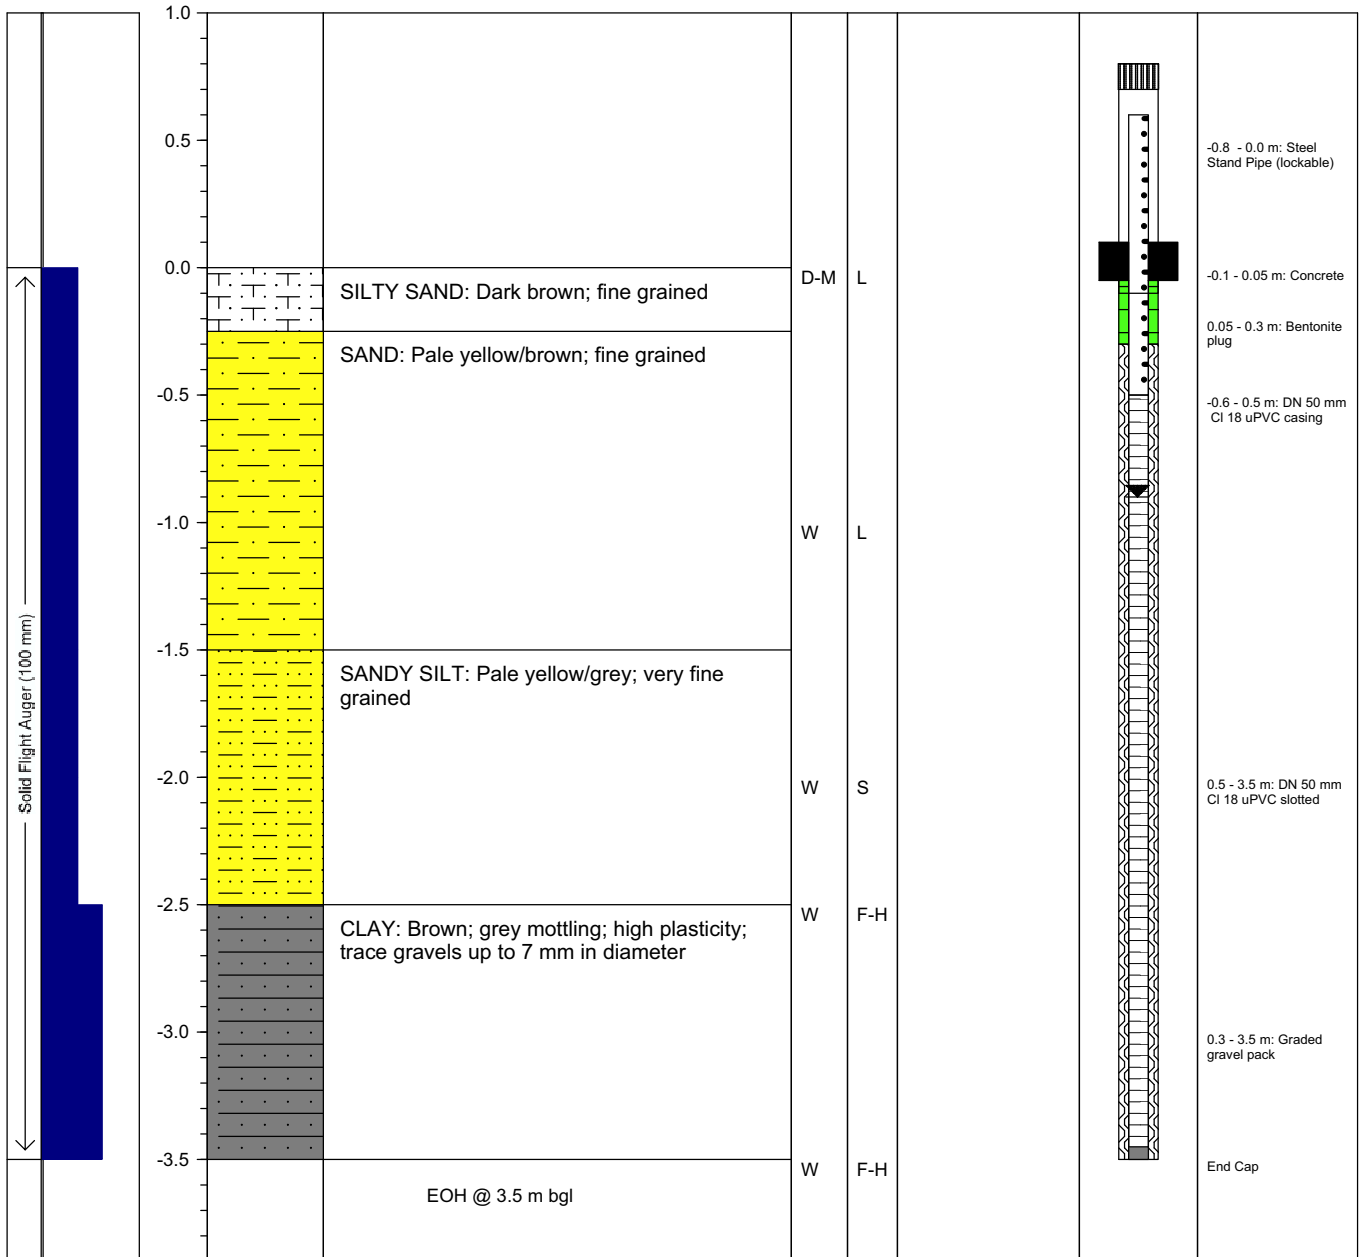 1.0
0.5
-0.8 - 0.0 m: Steel
Stand Pipe (lockable)
0.0
D-M
L
-0.1 - 0.05 m: Concrete
SILTY SAND: Dark brown; fine grained
0.05 - 0.3 m: Bentonite
plug
SAND: Pale yellow/brown; fine grained
-0.5
-0.6 - 0.5 m: DN 50 mm
Cl 18 uPVC casing
-1.0
W
L
Solid Flight Auger (100 mm)
-1.5
SANDY SILT: Pale yellow/grey; very fine
grained
-2.0
W
S
0.5 - 3.5 m: DN 50 mm
Cl 18 uPVC slotted
-2.5
W
F-H
CLAY: Brown; grey mottling; high plasticity;
trace gravels up to 7 mm in diameter
-3.0
0.3 - 3.5 m: Graded
gravel pack
-3.5
W
F-H
End Cap
EOH @ 3.5 m bgl